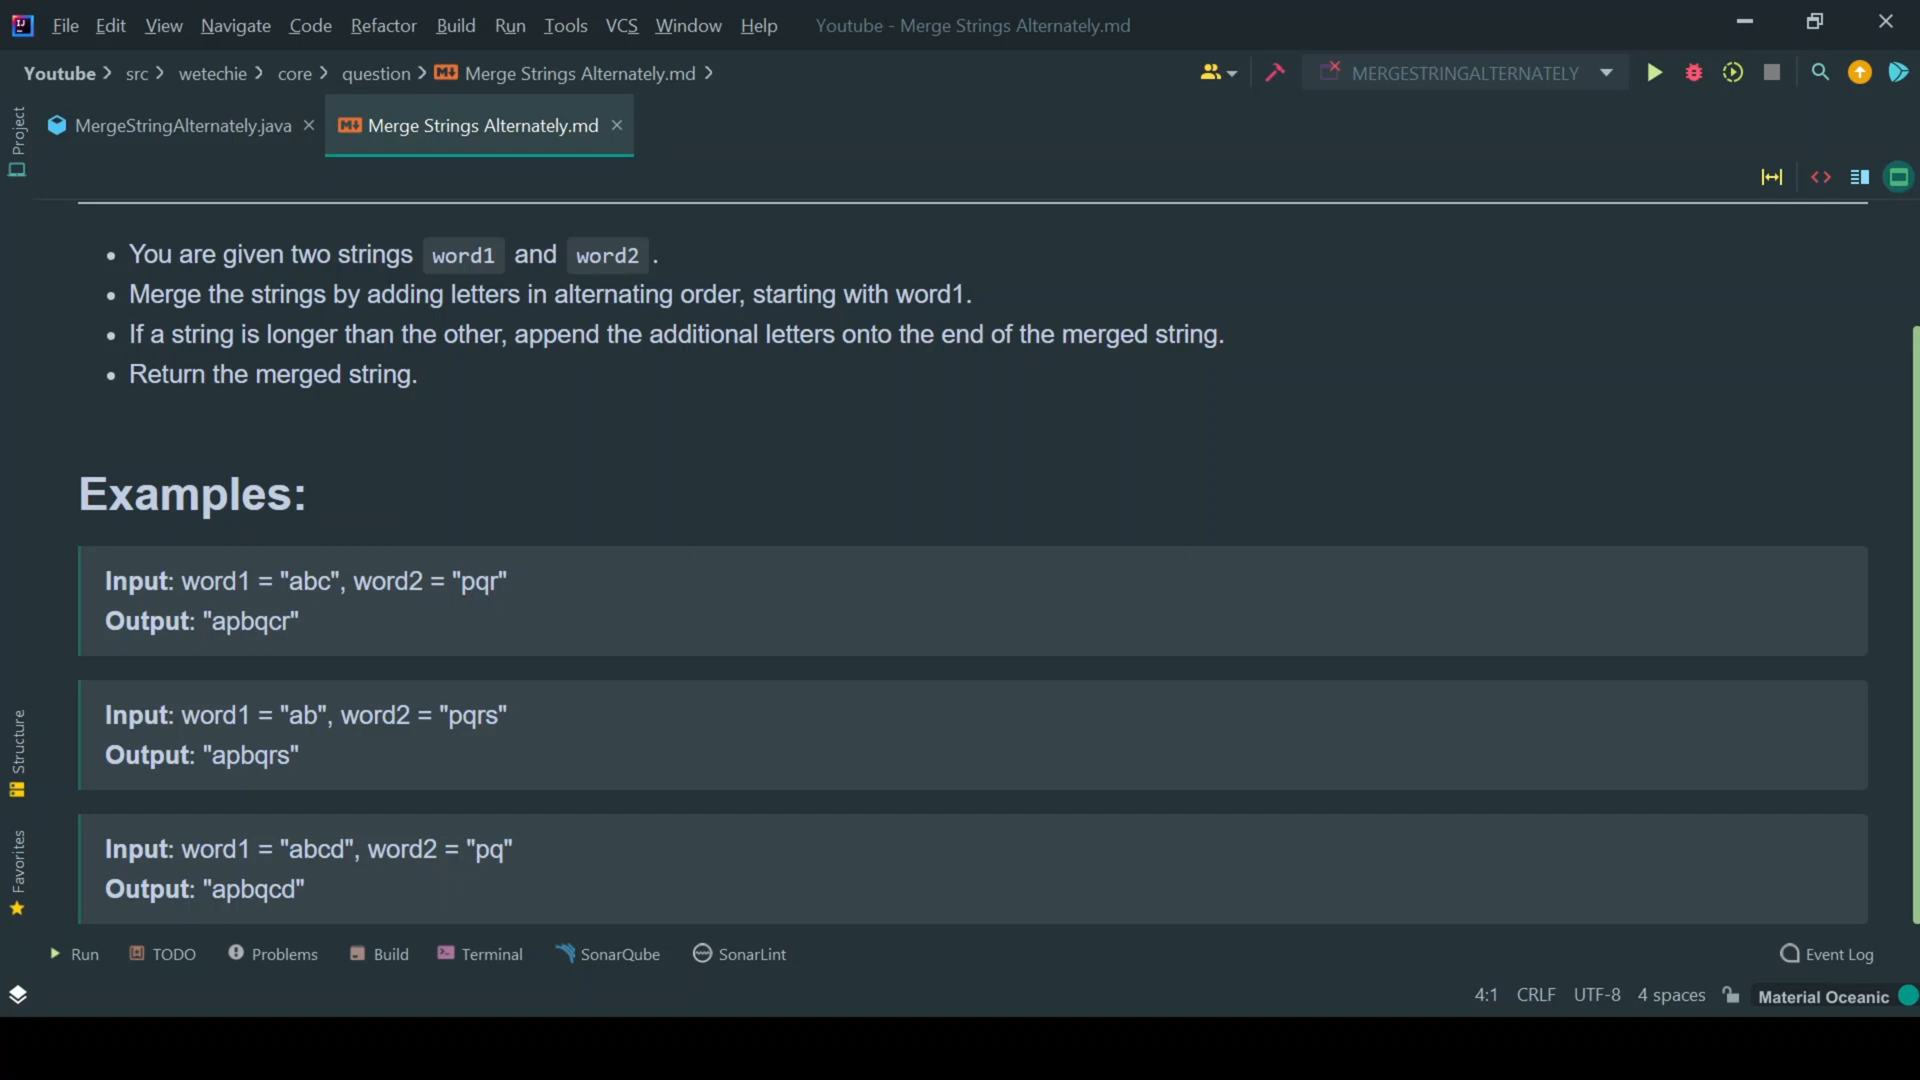 File Edit View Navigate Code Refactor Build Run Tools VCS Window Help Youtube - Merge Strings Alternately.md
Youtube src wetechie core question Merge Strings Alternately.md MERGESTRINGALTERNATELY
MergeStringAlternately.java Merge Strings Alternately.md
Project
• You are given two strings word1 and word2 .
• Merge the strings by adding letters in alternating order, starting with word1.
• If a string is longer than the other, append the additional letters onto the end of the merged string.
• Return the merged string.
Examples:
Input: word1 = "abc", word2 = "pqr"
Output: "apbqcr"
Input: word1 = "ab", word2 = "pqrs"
Output: "apbqrs"
Input: word1 = "abcd", word2 = "pq"
Output: "apbqcd"
Structure
Favorites
Run TODO Problems Build Terminal SonarQube SonarLint Event Log
4:1 CRLF UTF-8 4 spaces Material Oceanic